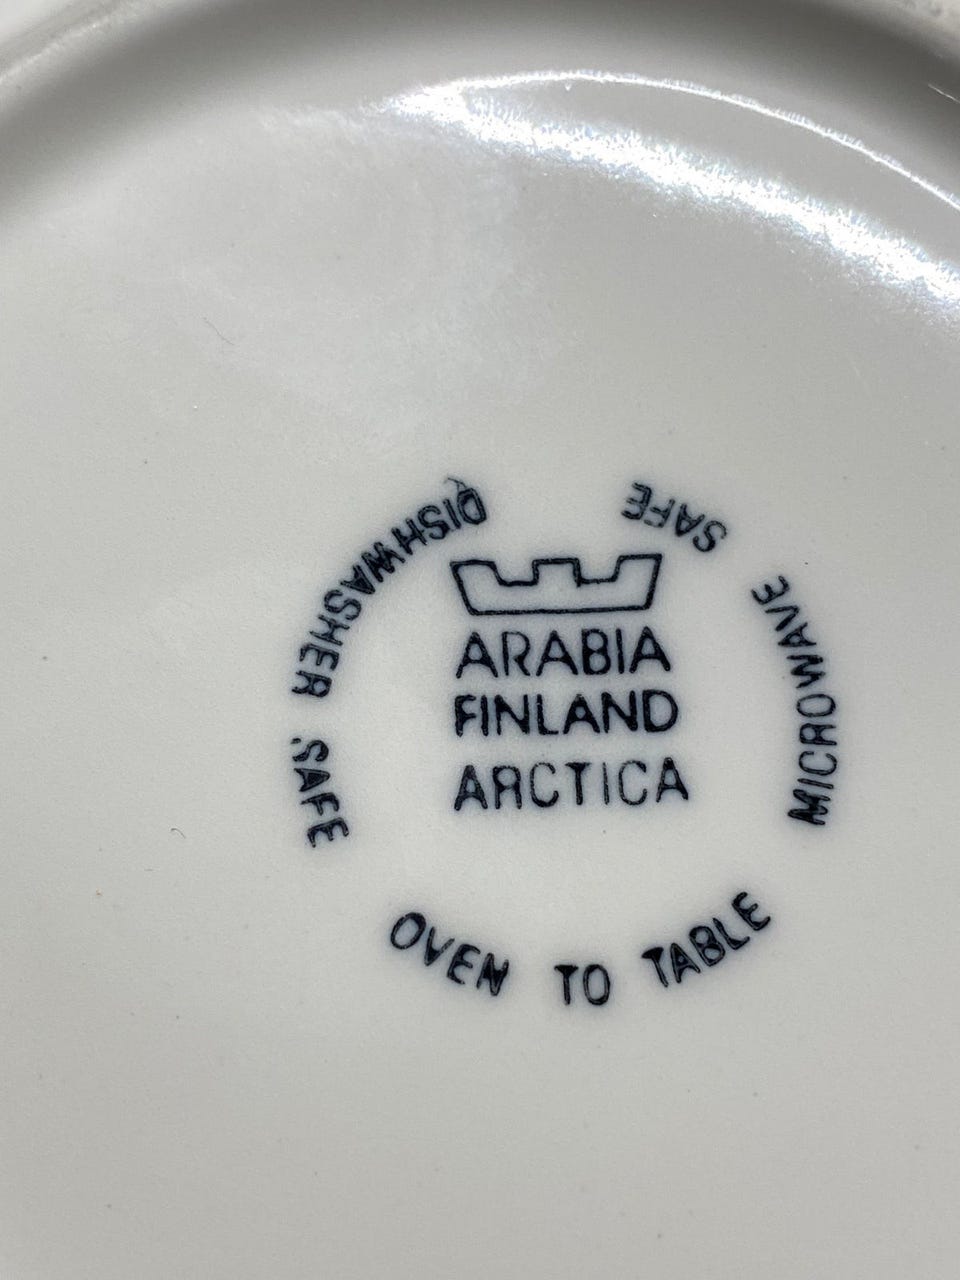 ARABIA
FINLAND
ARCTICA
DISHWASHER SAFE
OVEN TO TABLE
MICROWAVE SAFE